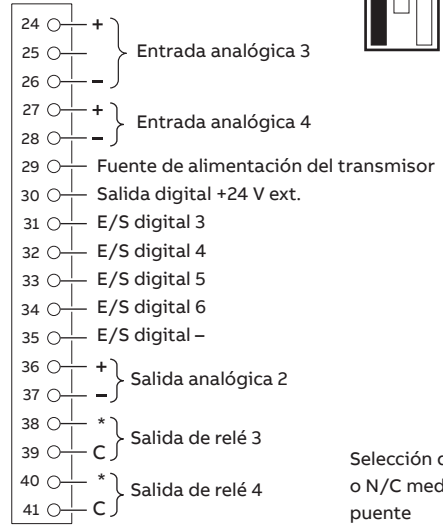 24 +
25
Entrada analógica 3
26 –
27 +
Entrada analógica 4
28 –
29 Fuente de alimentación del transmisor
30 Salida digital +24 V ext.
31 E/S digital 3
32 E/S digital 4
33 E/S digital 5
34 E/S digital 6
35 E/S digital –
36 +
Salida analógica 2
37 –
38 *
Salida de relé 3
39 C
40 *
Salida de relé 4
41 C
Selección
o N/C
puente